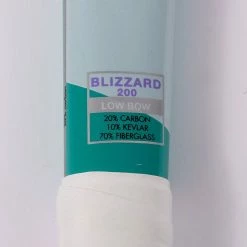 BLIZZARD
200
LOW BOW
20% CARBON
10% KEVLAR
70% FIBERGLASS